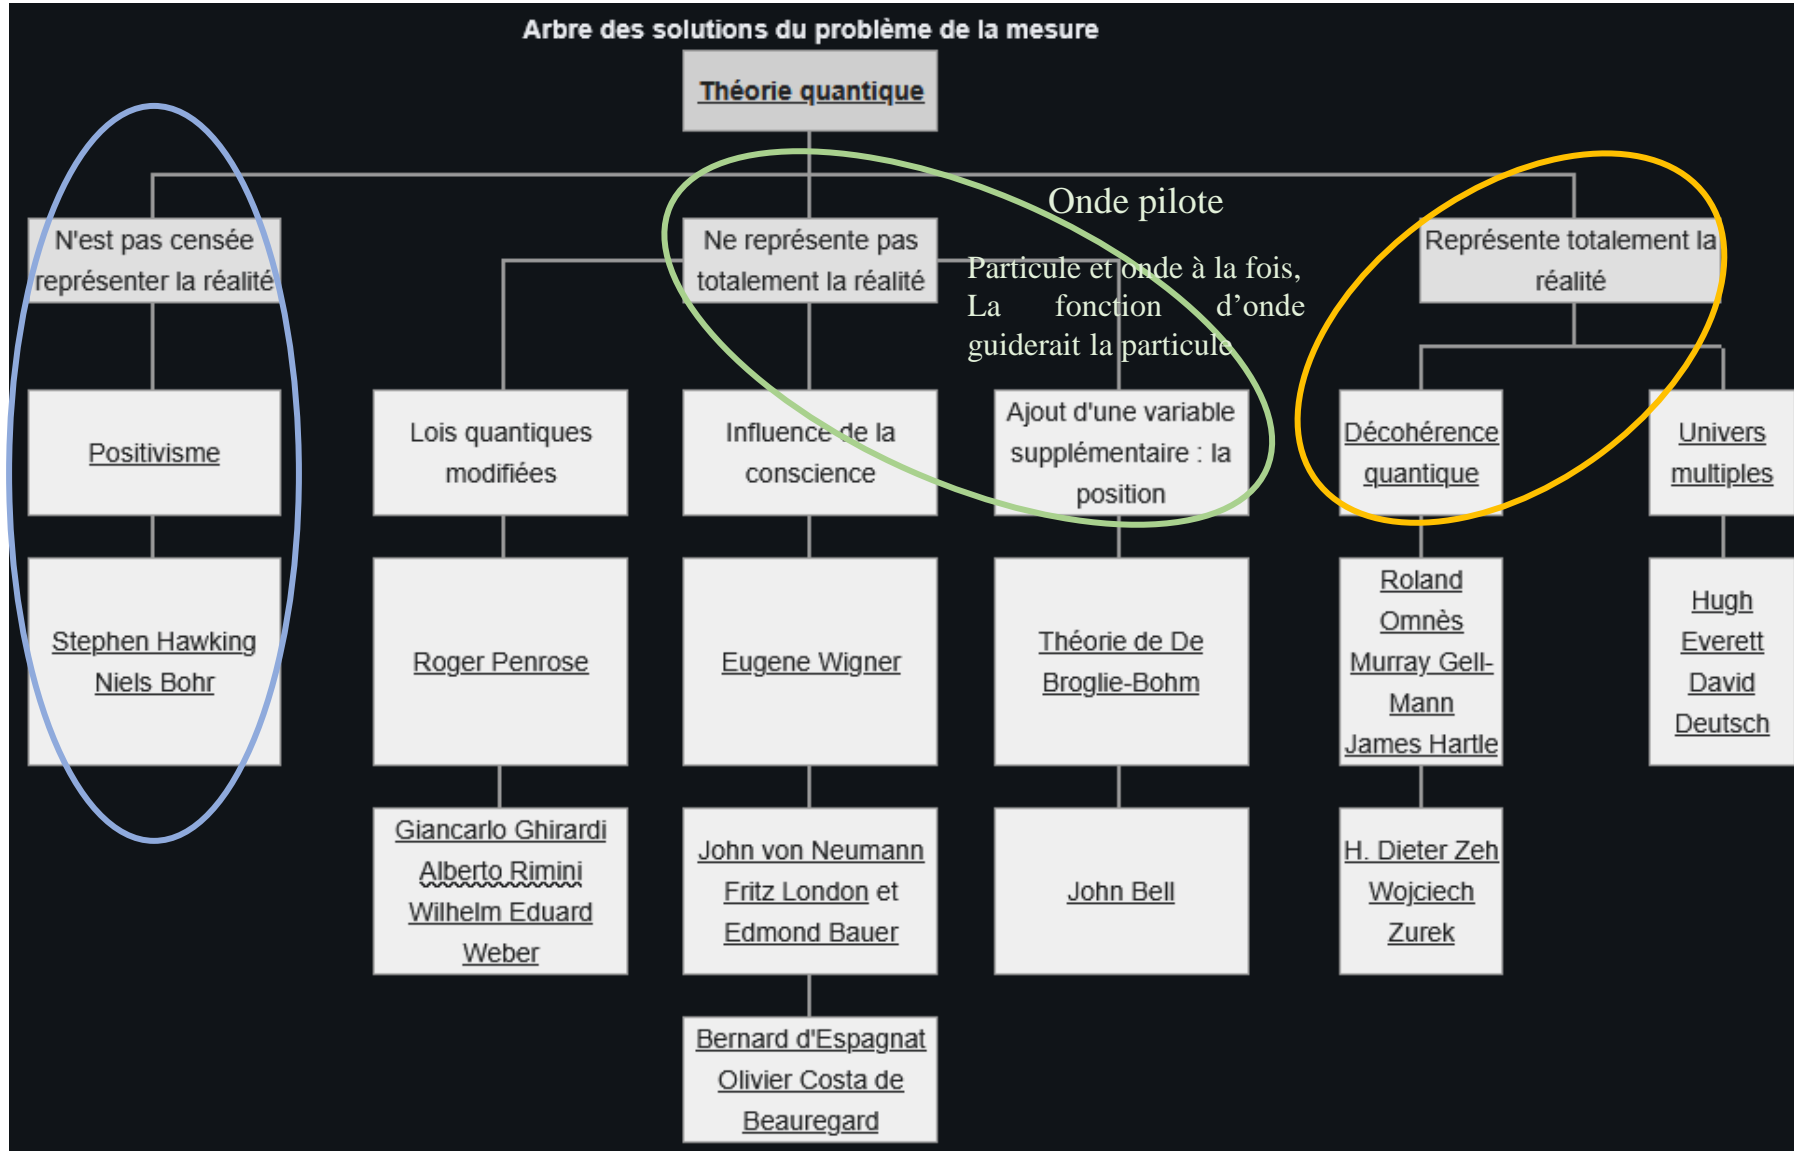 Arbre des solutions du problème de la mesure
Théorie quantique
N'est pas censée
représenter la réalité
Ne représente pas
totalement la réalité
Onde pilote
Particule et onde à la fois,
La fonction d’onde
guiderait la particule
Représente totalement la
réalité
Positivisme
Lois quantiques
modifiées
Influence de la
conscience
Ajout d'une variable
supplémentaire : la
position
Décohérence
quantique
Univers
multiples
Stephen Hawking
Niels Bohr
Roger Penrose
Eugene Wigner
Théorie de De
Broglie-Bohm
Roland
Omnès
Murray Gell-
Mann
James Hartle
Hugh
Everett
David
Deutsch
Giancarlo Ghirardi
Alberto Rimini
Wilhelm Eduard
Weber
John von Neumann
Fritz London et
Edmond Bauer
John Bell
H. Dieter Zeh
Wojciech
Zurek
Bernard d'Espagnat
Olivier Costa de
Beauregard